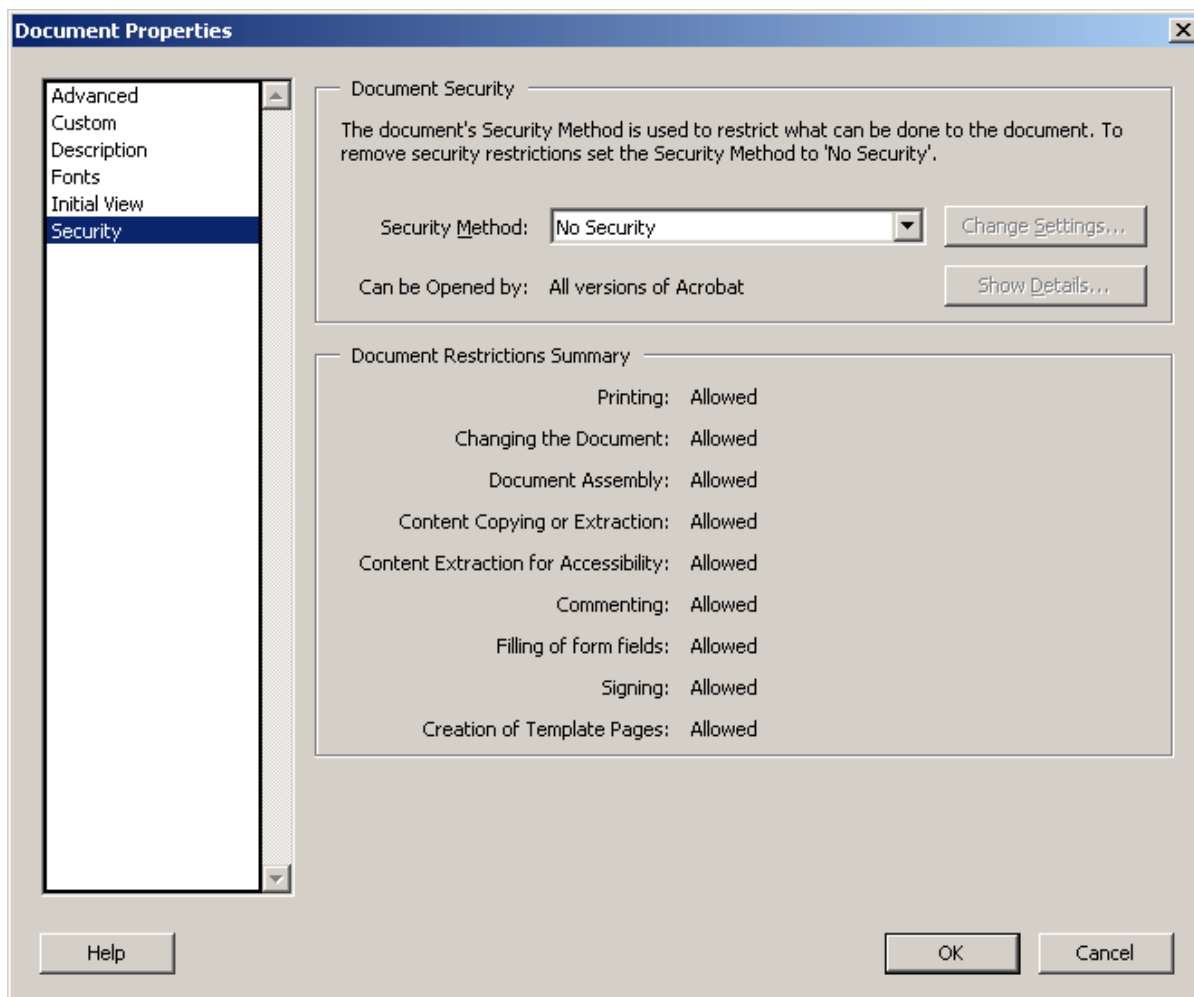 Document Properties
Advanced
Custom
Description
Fonts
Initial View
Security
Document Security
The document's Security Method is used to restrict what can be done to the document. To
remove security restrictions set the Security Method to 'No Security'.
Security Method: No Security Change Settings...
Can be Opened by: All versions of Acrobat Show Details...
Document Restrictions Summary
Printing: Allowed
Changing the Document: Allowed
Document Assembly: Allowed
Content Copying or Extraction: Allowed
Content Extraction for Accessibility: Allowed
Commenting: Allowed
Filling of form fields: Allowed
Signing: Allowed
Creation of Template Pages: Allowed
Help OK Cancel